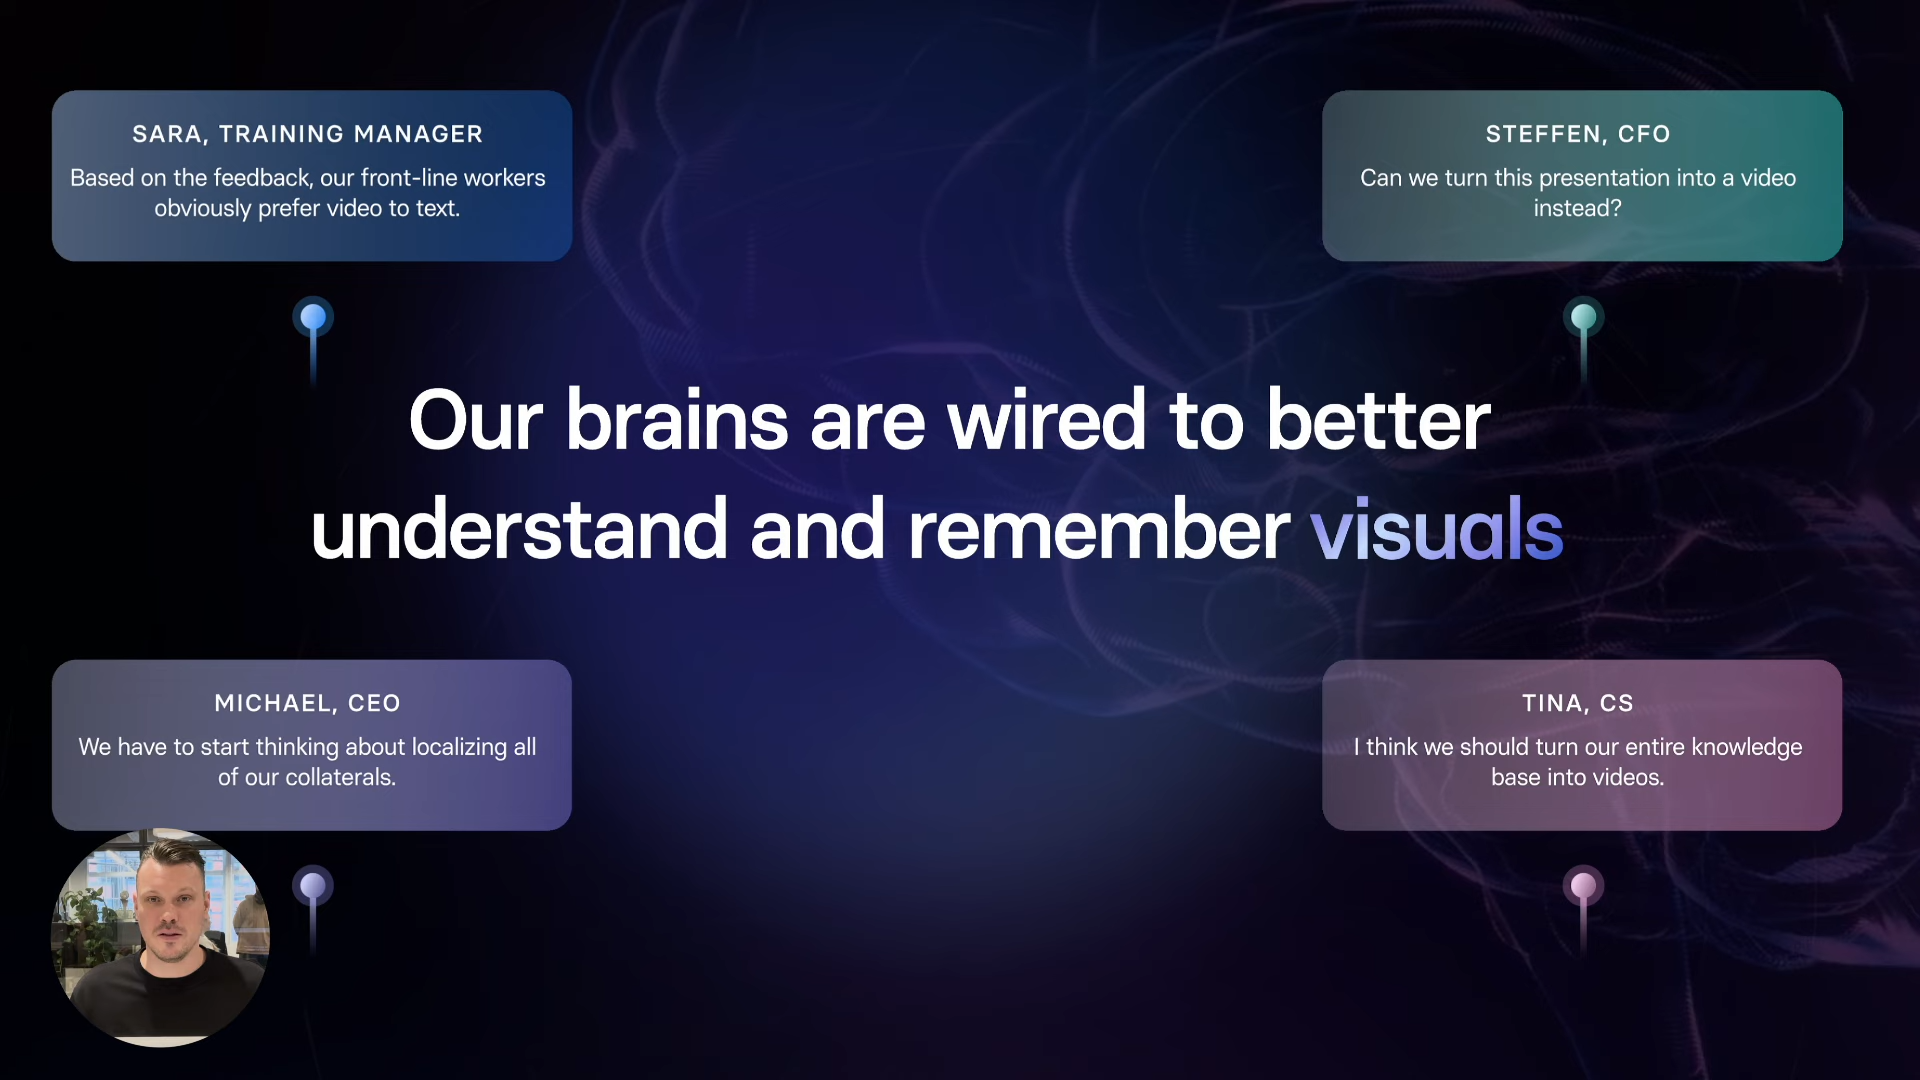 SARA, TRAINING MANAGER
Based on the feedback, our front-line workers
obviously prefer video to text.
STEFFEN, CFO
Can we turn this presentation into a video
instead?
Our brains are wired to better
understand and remember visuals
MICHAEL, CEO
We have to start thinking about localizing all
of our collaterals.
TINA, CS
I think we should turn our entire knowledge
base into videos.